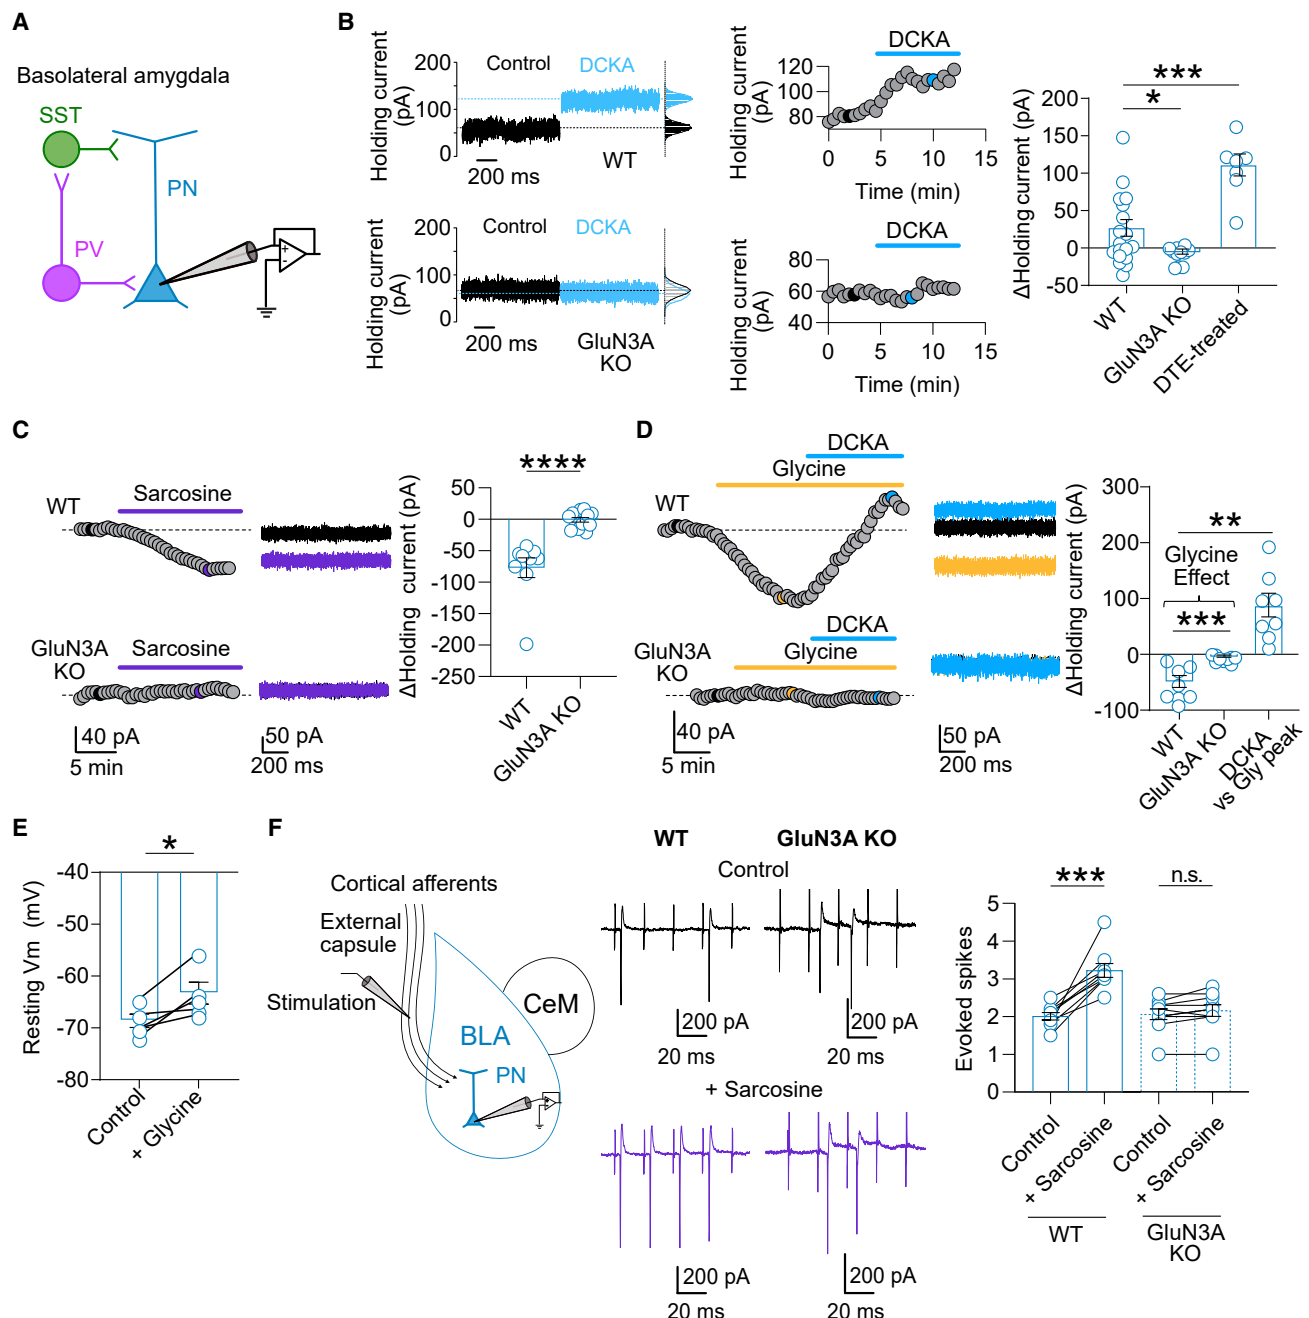 A
Basolateral amygdala
SST
PN
PV
B
Holding current
(pA)
200
100
0
Control
DCKA
WT
200 ms
Holding current
(pA)
200
100
0
Control
DCKA
GluN3A
KO
200 ms
DCKA
Holding current
(pA)
120
100
80
0
5
10
15
Time (min)
DCKA
Holding current
(pA)
80
60
40
0
5
10
15
Time (min)
ΔHolding current (pA)
200
150
100
50
0
-50
***
*
WT
GluN3A KO
DTE-treated
C
WT
Sarcosine
GluN3A
KO
Sarcosine
40 pA
5 min
50 pA
200 ms
ΔHolding current (pA)
50
0
-50
-100
-150
-200
-250
****
WT
GluN3A KO
D
DCKA
Glycine
WT
DCKA
GluN3A
KO
Glycine
40 pA
5 min
50 pA
200 ms
ΔHolding current (pA)
300
200
100
0
-100
**
Glycine
Effect
***
WT
GluN3A KO
DCKA
vs Gly peak
E
*
Resting Vm (mV)
-40
-50
-60
-70
-80
Control
+ Glycine
F
Cortical afferents
External
capsule
Stimulation
CeM
BLA
PN
WT
GluN3A KO
Control
200 pA
20 ms
200 pA
20 ms
+ Sarcosine
200 pA
20 ms
200 pA
20 ms
Evoked spikes
5
4
3
2
1
0
***
n.s.
Control
+ Sarcosine
Control
+ Sarcosine
WT
GluN3A
KO